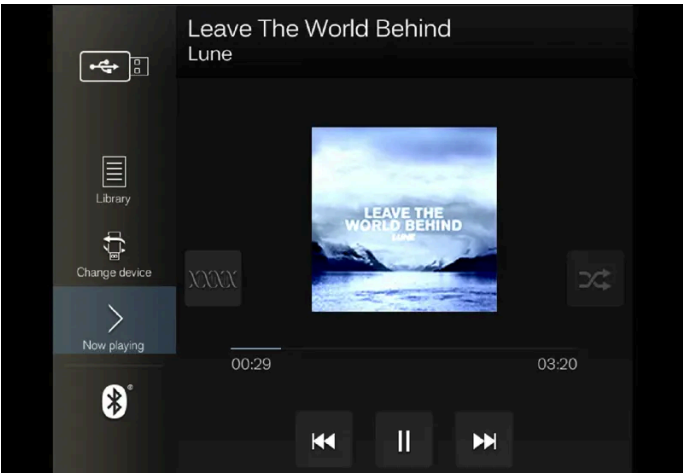 Leave The World Behind
Lune
LEAVE THE
WORLD BEHIND
LUNE
Library
Change device
Now playing
00:29
03:20